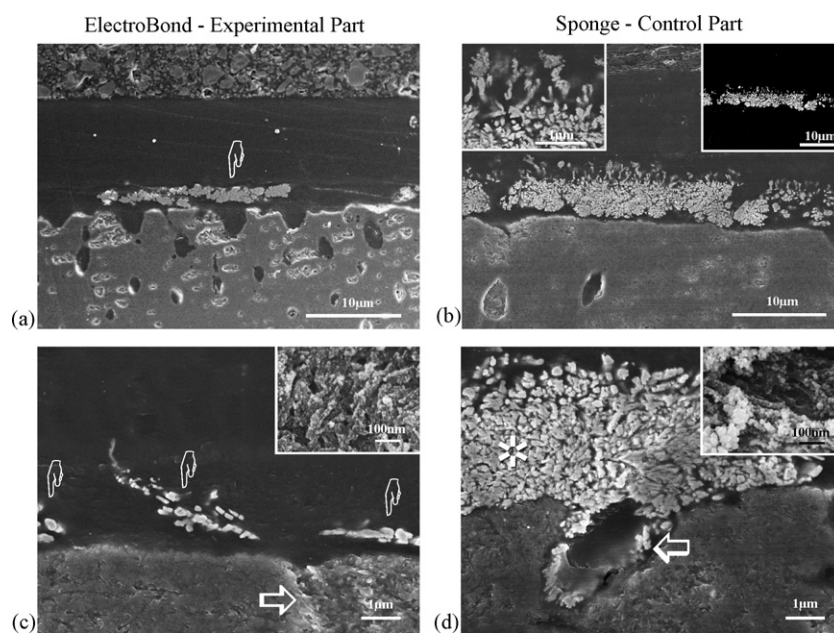 ElectroBond - Experimental Part
Sponge - Control Part
10µm
(a)
1µm
10µm
10µm
(b)
100nm
1µm
(c)
100nm
*
1µm
(d)